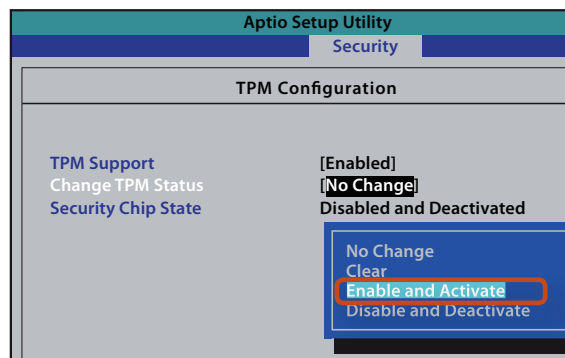 Aptio Setup Utility
Security
TPM Configuration
TPM Support [Enabled]
Change TPM Status [No Change]
Security Chip State Disabled and Deactivated
No Change
Clear
Enable and Activate
Disable and Deactivate